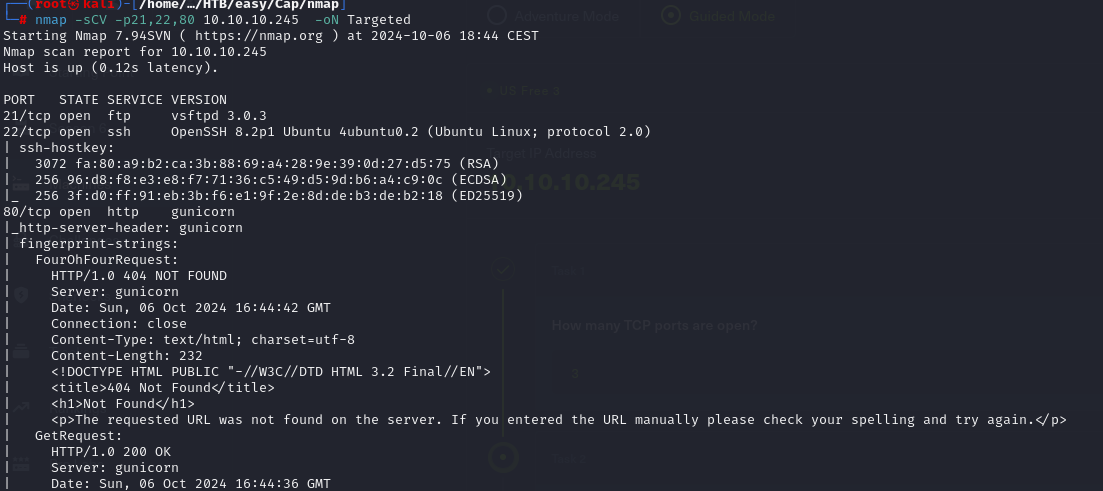 ┌──(root㉿kali)-[/home/…/HTB/easy/Cap/nmap]
└─# nmap -sCV -p21,22,80 10.10.10.245  -oN Targeted
Starting Nmap 7.94SVN ( https://nmap.org ) at 2024-10-06 18:44 CEST
Nmap scan report for 10.10.10.245
Host is up (0.12s latency).
PORT   STATE SERVICE VERSION
21/tcp open  ftp     vsftpd 3.0.3
22/tcp open  ssh     OpenSSH 8.2p1 Ubuntu 4ubuntu0.2 (Ubuntu Linux; protocol 2.0)
| ssh-hostkey:
|   3072 fa:80:a9:b2:ca:3b:88:69:a4:28:9e:39:0d:27:d5:75 (RSA)
|   256 96:d8:f8:e3:e8:f7:71:36:c5:49:d5:9d:b6:a4:c9:0c (ECDSA)
|_  256 3f:d0:ff:91:eb:3b:f6:e1:9f:2e:8d:de:b3:de:b2:18 (ED25519)
80/tcp open  http    gunicorn
|_http-server-header: gunicorn
| fingerprint-strings:
|   FourOhFourRequest:
|     HTTP/1.0 404 NOT FOUND
|     Server: gunicorn
|     Date: Sun, 06 Oct 2024 16:44:42 GMT
|     Connection: close
|     Content-Type: text/html; charset=utf-8
|     Content-Length: 232
|     <!DOCTYPE HTML PUBLIC "-//W3C//DTD HTML 3.2 Final//EN">
|     <title>404 Not Found</title>
|     <h1>Not Found</h1>
|     <p>The requested URL was not found on the server. If you entered the URL manually please check your spelling and try again.</p>
|   GetRequest:
|     HTTP/1.0 200 OK
|     Server: gunicorn
|     Date: Sun, 06 Oct 2024 16:44:36 GMT
Adventure Mode
Guided Mode
US Free 3
Target IP Address
10.10.10.245
How many TCP ports are open?